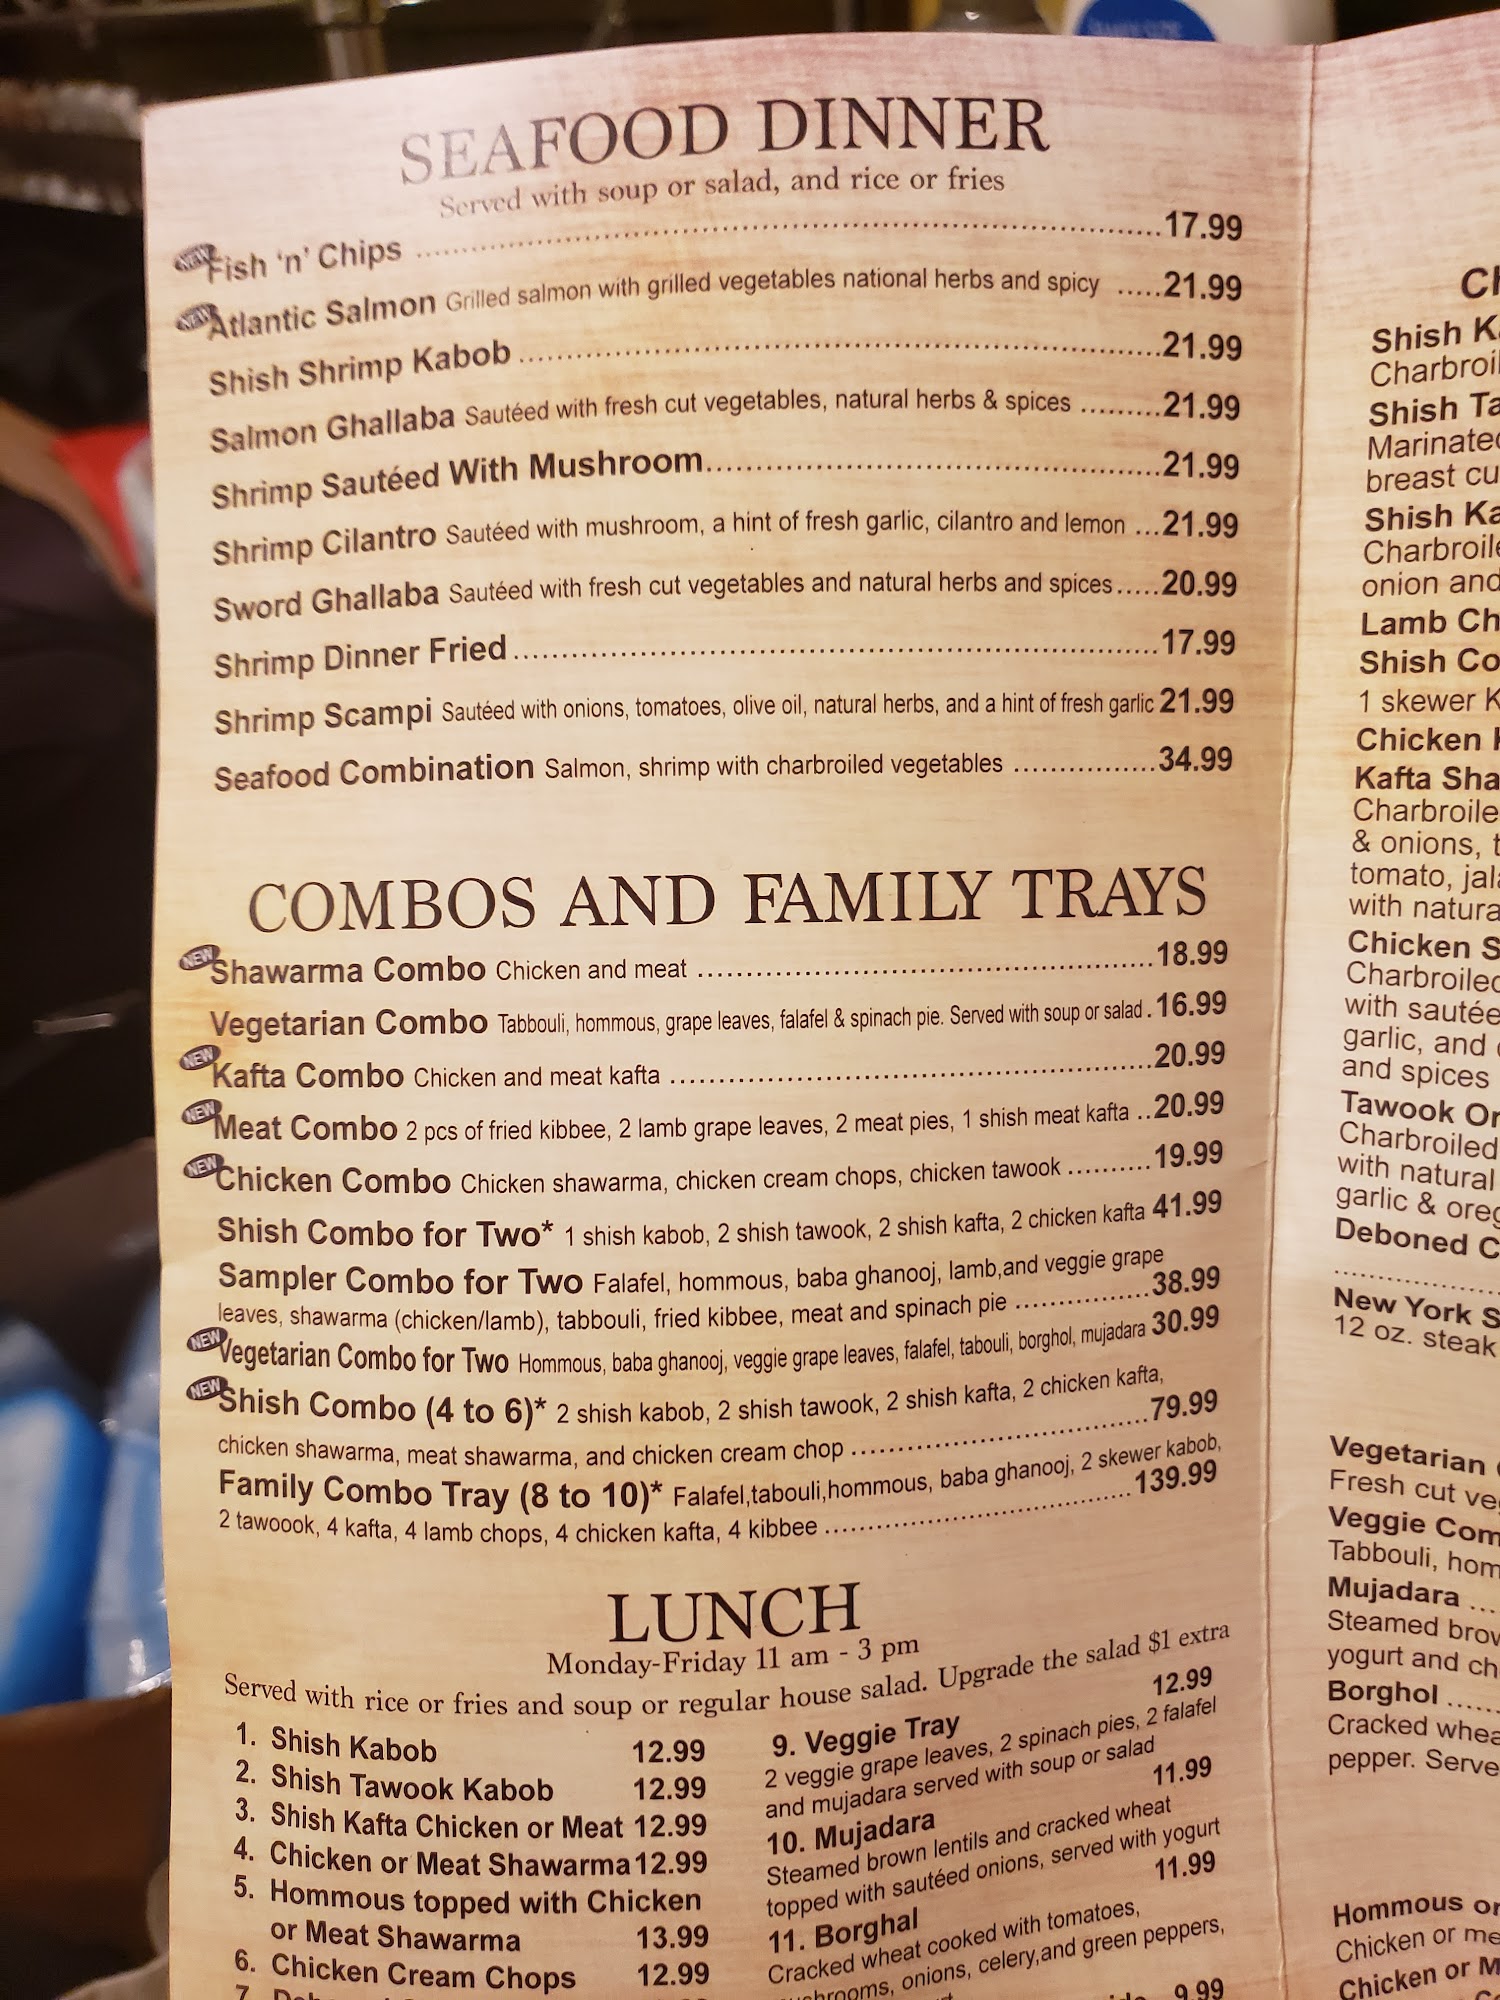 SEAFOOD DINNER
Served with soup or salad, and rice or fries
NEW Fish 'n' Chips ........ 17.99
NEW Atlantic Salmon Grilled salmon with grilled vegetables national herbs and spicy .....21.99
Shish Shrimp Kabob ........ 21.99
Salmon Ghallaba Sautéed with fresh cut vegetables, natural herbs & spices .........21.99
Shrimp Sautéed With Mushroom........ 21.99
Shrimp Cilantro Sautéed with mushroom, a hint of fresh garlic, cilantro and lemon ...21.99
Sword Ghallaba Sautéed with fresh cut vegetables and natural herbs and spices.....20.99
Shrimp Dinner Fried ........ 17.99
Shrimp Scampi Sautéed with onions, tomatoes, olive oil, natural herbs, and a hint of fresh garlic 21.99
Seafood Combination Salmon, shrimp with charbroiled vegetables ........ 34.99
COMBOS AND FAMILY TRAYS
NEW Shawarma Combo Chicken and meat ........ 18.99
Vegetarian Combo Tabbouli, hommous, grape leaves, falafel & spinach pie. Served with soup or salad . 16.99
NEW Kafta Combo Chicken and meat kafta ........ 20.99
NEW Meat Combo 2 pcs of fried kibbee, 2 lamb grape leaves, 2 meat pies, 1 shish meat kafta ..20.99
NEW Chicken Combo Chicken shawarma, chicken cream chops, chicken tawook ..........19.99
Shish Combo for Two* 1 shish kabob, 2 shish tawook, 2 shish kafta, 2 chicken kafta 41.99
Sampler Combo for Two Falafel, hommous, baba ghanooj, lamb,and veggie grape
leaves, shawarma (chicken/lamb), tabbouli, fried kibbee, meat and spinach pie ........ 38.99
NEW Vegetarian Combo for Two Hommous, baba ghanooj, veggie grape leaves, falafel, tabouli, borghol, mujadara 30.99
NEW Shish Combo (4 to 6)* 2 shish kabob, 2 shish tawook, 2 shish kafta, 2 chicken kafta,
chicken shawarma, meat shawarma, and chicken cream chop ........ 79.99
Family Combo Tray (8 to 10)* Falafel,tabouli,hommous, baba ghanooj, 2 skewer kabob,
2 tawoook, 4 kafta, 4 lamb chops, 4 chicken kafta, 4 kibbee ........ 139.99
LUNCH
Monday-Friday 11 am - 3 pm
Served with rice or fries and soup or regular house salad. Upgrade the salad $1 extra
1. Shish Kabob 12.99
2. Shish Tawook Kabob 12.99
3. Shish Kafta Chicken or Meat 12.99
4. Chicken or Meat Shawarma 12.99
5. Hommous topped with Chicken
or Meat Shawarma 13.99
6. Chicken Cream Chops 12.99
7.
9. Veggie Tray 12.99
2 veggie grape leaves, 2 spinach pies, 2 falafel
and mujadara served with soup or salad
10. Mujadara 11.99
Steamed brown lentils and cracked wheat
topped with sautéed onions, served with yogurt
11. Borghal 11.99
Cracked wheat cooked with tomatoes,
onions, celery,and green peppers,
9.99
Shish
Charbroil
Shish
Marinated
breast
Shish
Charbroile
onion and
Lamb
Shish
1 skewer
Chicken
Kafta
Charbroile
& onions,
tomato,
with
Chicken
Charbroiled
with
garlic, and
and spices
Tawook
Charbroiled
with natural
garlic &
Deboned
New York
12 oz. steak
Vegetarian
Fresh cut
Veggie
Tabbouli,
Mujadara ...
Steamed
yogurt and
Borghol ......
Cracked
pepper.
Hommous or
Chicken or
Chicken or